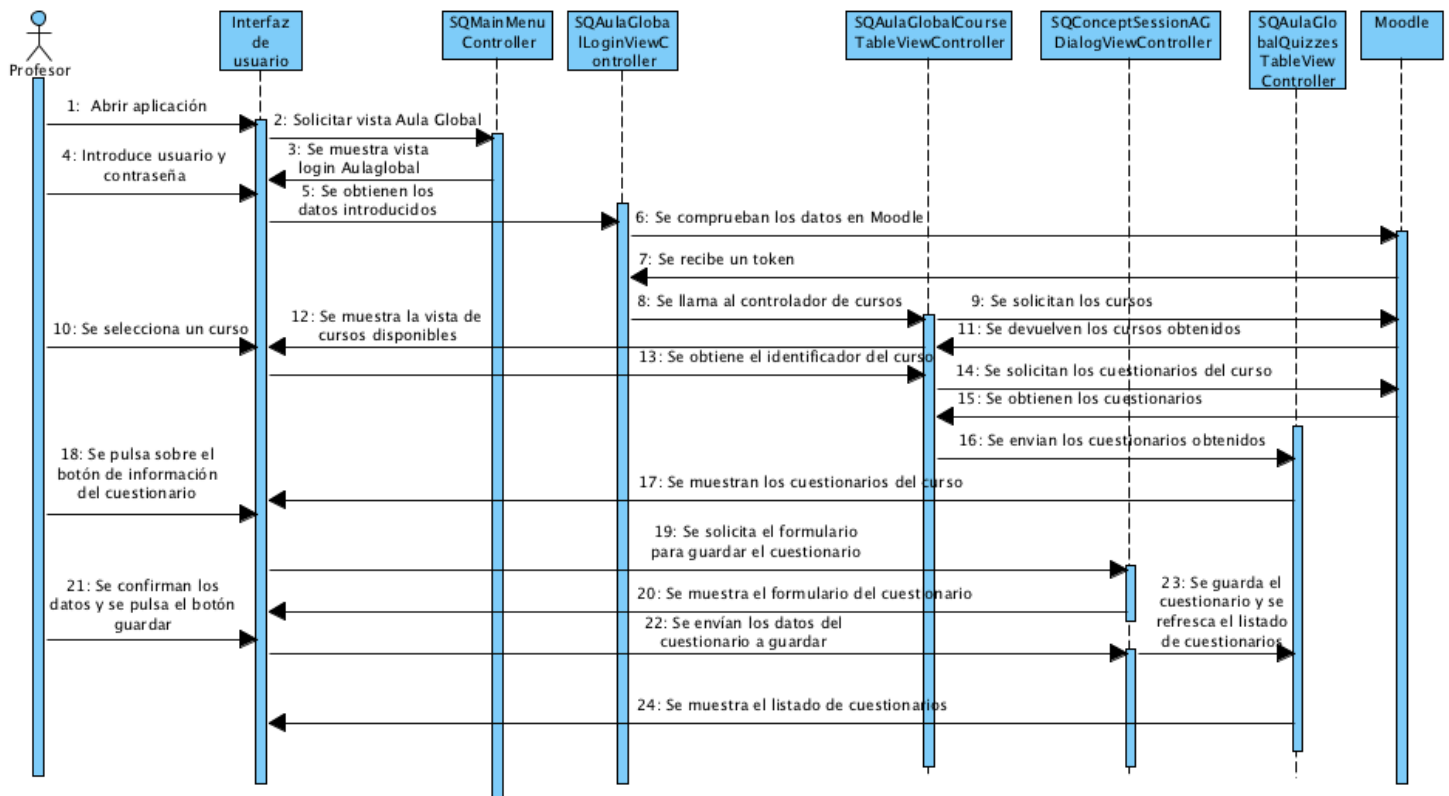 Profesor
Interfaz
de
usuario
SQMainMenu
Controller
SQAulaGloba
lLoginViewC
ontroller
SQAulaGlobalCourse
TableViewController
SQConceptSessionAG
DialogViewController
SQAulaGlo
balQuizzes
TableView
Controller
Moodle
1: Abrir aplicación
2: Solicitar vista Aula Global
3: Se muestra vista
login Aulaglobal
4: Introduce usuario y
contraseña
5: Se obtienen los
datos introducidos
6: Se comprueban los datos en Moodle
7: Se recibe un token
8: Se llama al controlador de cursos
9: Se solicitan los cursos
10: Se selecciona un curso
11: Se devuelven los cursos obtenidos
12: Se muestra la vista de
cursos disponibles
13: Se obtiene el identificador del curso
14: Se solicitan los cuestionarios del curso
15: Se obtienen los cuestionarios
16: Se envian los cuestionarios obtenidos
17: Se muestran los cuestionarios del curso
18: Se pulsa sobre el
botón de información
del cuestionario
19: Se solicita el formulario
para guardar el cuestionario
20: Se muestra el formulario del cuestionario
21: Se confirman los
datos y se pulsa el botón
guardar
22: Se envían los datos del
cuestionario a guardar
23: Se guarda el
cuestionario y se
refresca el listado
de cuestionarios
24: Se muestra el listado de cuestionarios